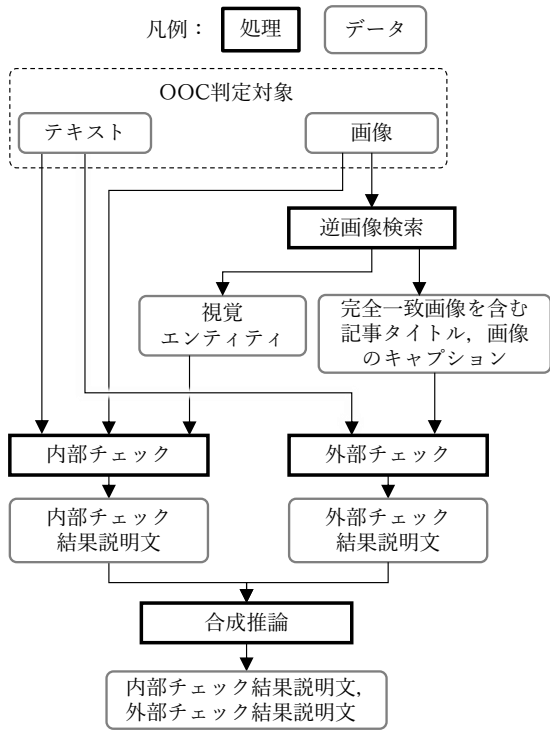 凡例： 処理 データ
OOC判定対象
テキスト 画像
逆画像検索
視覚
エンティティ
完全一致画像を含む
記事タイトル，画像
のキャプション
内部チェック 外部チェック
内部チェック
結果説明文
外部チェック
結果説明文
合成推論
内部チェック結果説明文，
外部チェック結果説明文